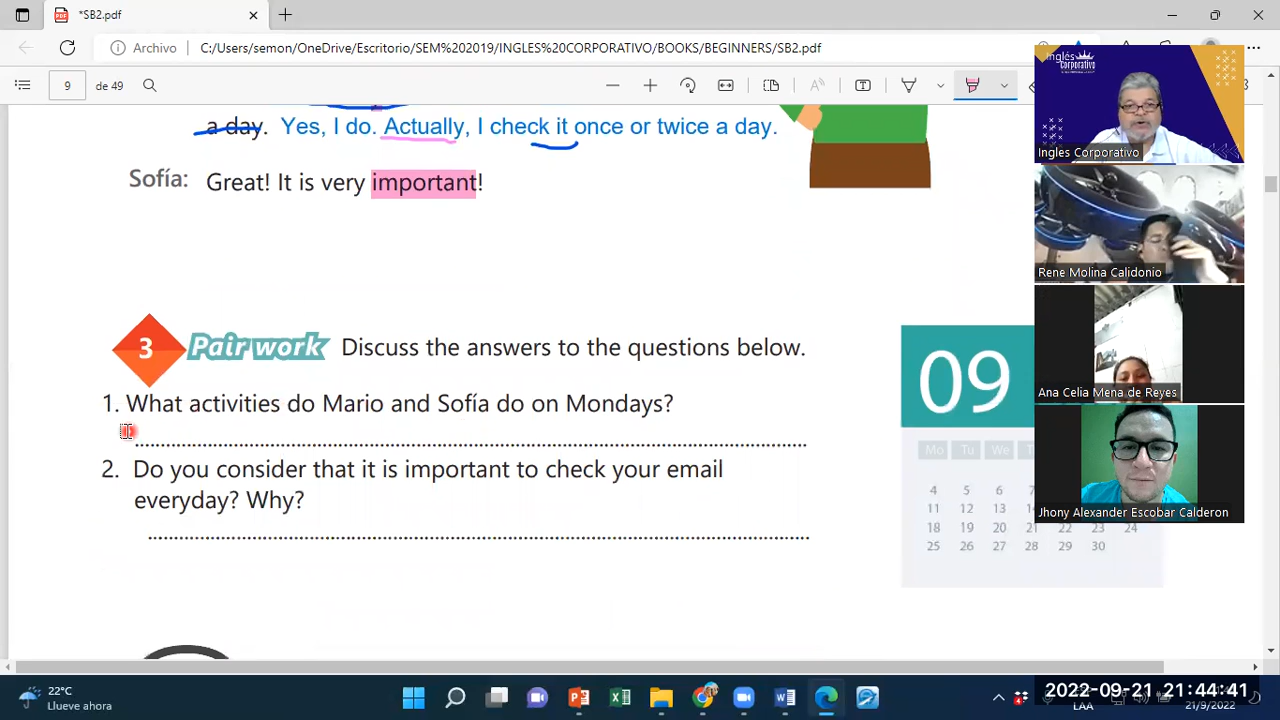 *SB2.pdf
Archivo
C:/Users/semon/OneDrive/Escritorio/SEM%202019/INGLES%20CORPORATIVO/BOOKS/BEGINNERS/SB2.pdf
9
de 49
a day. Yes, I do. Actually, I check it once or twice a day.
Sofía: Great! It is very important!
3 Pair work Discuss the answers to the questions below.
1. What activities do Mario and Sofía do on Mondays?
2. Do you consider that it is important to check your email
everyday? Why?
09
Mo Tu We
4 5 6
11 12 13
18 19 20 21 22 23 24
25 26 27 28 29 30
Inglés
Corporativo
Ingles Corporativo
Rene Molina Calidonio
Ana Celia Mena de Reyes
Jhony Alexander Escobar Calderon
22°C
Llueve ahora
LAA
2022-09-21 21:44:41
21/9/2022